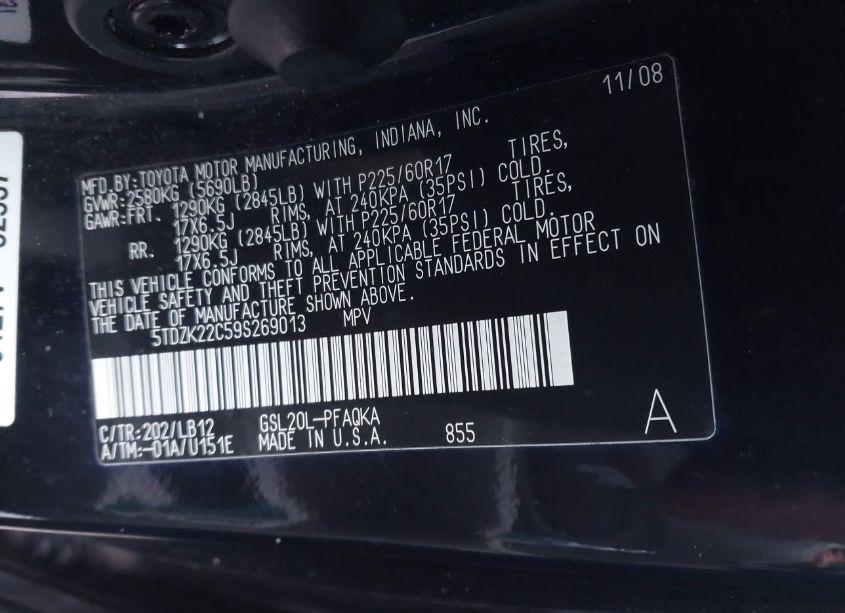 11/08
MFD.BY:TOYOTA MOTOR MANUFACTURING, INDIANA, INC.
GVWR:2580KG (5690LB)
GAWR:FRT. 1290KG (2845LB) WITH P225/60R17 TIRES,
17X6.5J RIMS, AT 240KPA (35PSI) COLD.
RR. 1290KG (2845LB) WITH P225/60R17 TIRES,
17X6.5J RIMS, AT 240KPA (35PSI) COLD.
THIS VEHICLE CONFORMS TO ALL APPLICABLE FEDERAL MOTOR
VEHICLE SAFETY AND THEFT PREVENTION STANDARDS IN EFFECT ON
THE DATE OF MANUFACTURE SHOWN ABOVE.
5TDZK22C59S269013 MPV
C/TR:202/LB12 GSL20L-PFAQKA
A/TM:-01A/U151E MADE IN U.S.A. 855
A